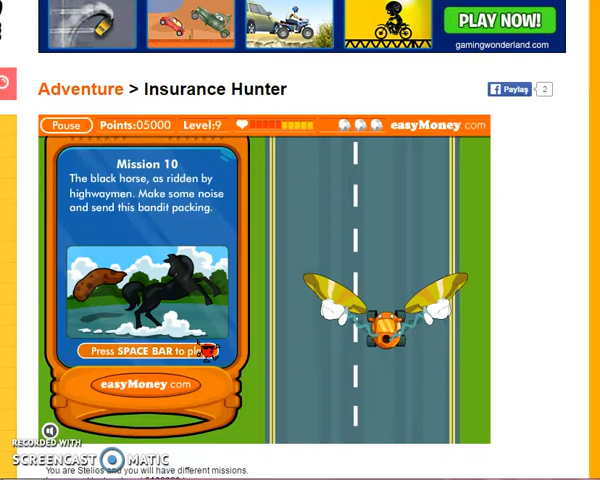 PLAY NOW!
gamingwonderland.com
Adventure > Insurance Hunter
Paylaş 2
Pause Points:05000 Level:9 easyMoney.com
Mission 10
The black horse, as ridden by
highwaymen. Make some noise
and send this bandit packing.
Press SPACE BAR to pl
easyMoney.com
RECORDED WITH
SCREENCAST MATIC
You are Stelios and you will have different missions.